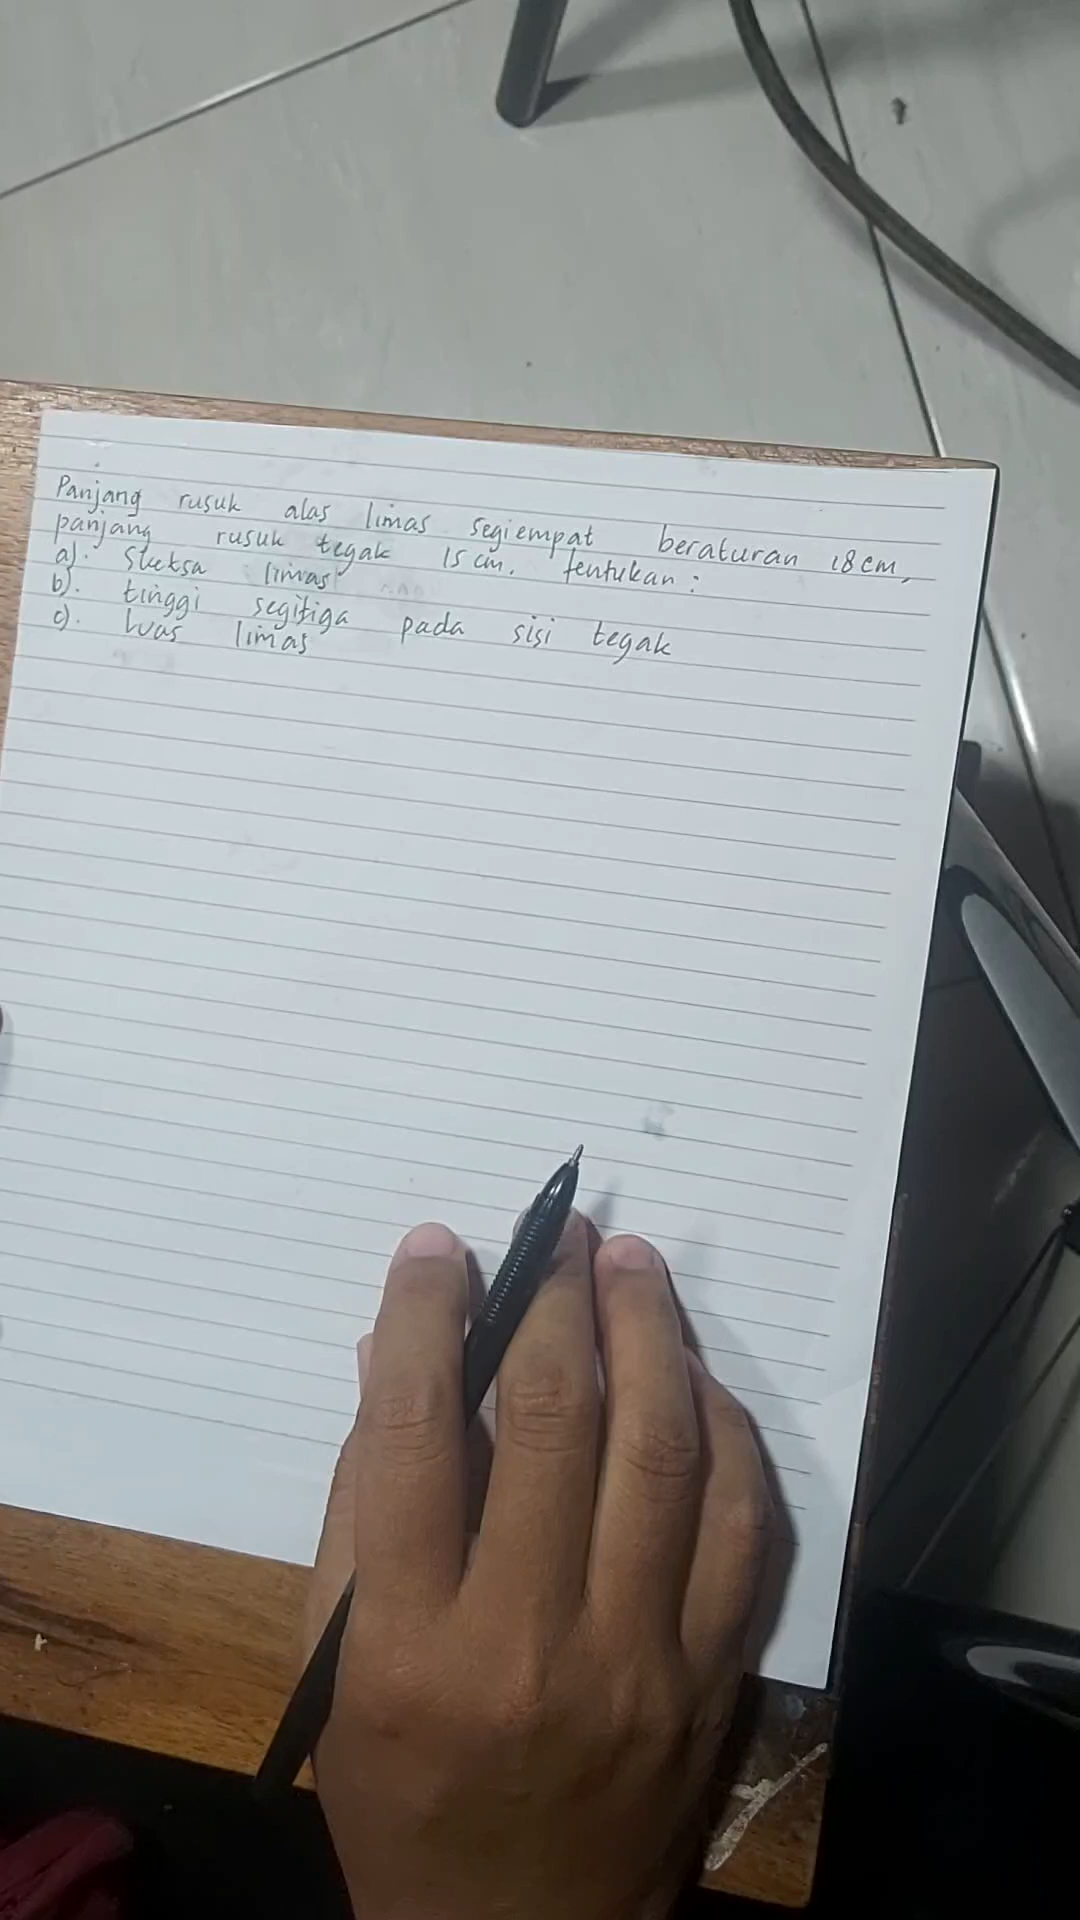 Panjang rusuk alas limas segiempat beraturan 18 cm,
panjang rusuk tegak 15 cm. tentukan :
a). Sketsa limas
b). tinggi segitiga pada sisi tegak
c). luas limas